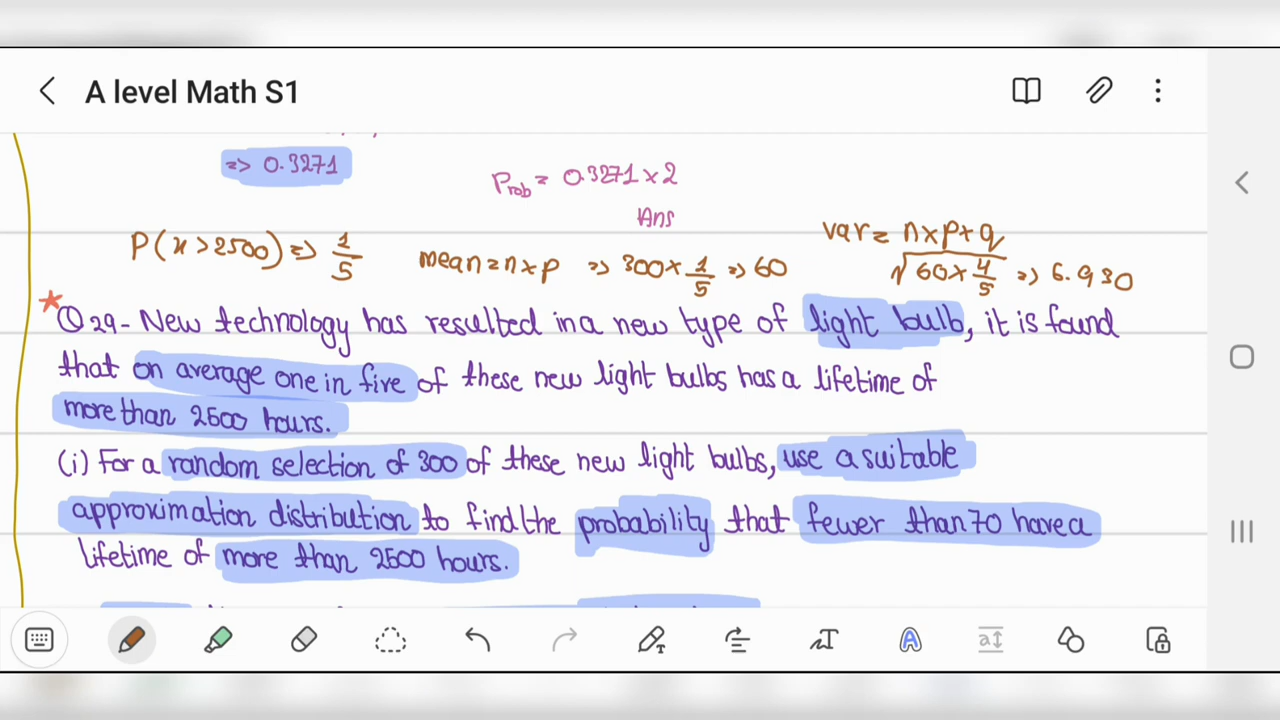 A level Math S1
=> 0.3271
Prob = 0.3271 x 2
Ans
P(x > 2500) => 1/5
mean = n x p => 300 x 1/5 => 60
var = n x p x q
√60 x 4/5 => 6.930
Q 29- New technology has resulted in a new type of light bulb, it is found
that on average one in five of these new light bulbs has a lifetime of
more than 2500 hours.
(i) For a random selection of 300 of these new light bulbs, use a suitable
approximation distribution to find the probability that fewer than 70 have a
lifetime of more than 2500 hours.